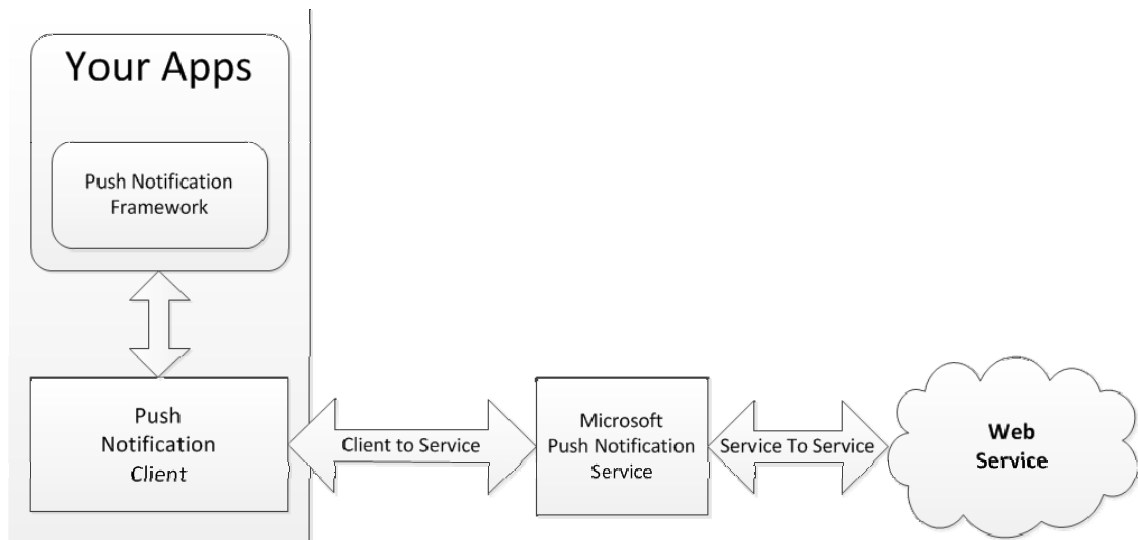 Your Apps
Push Notification
Framework
Push
Notification
Client
Client to Service
Microsoft
Push Notification
Service
Service To Service
Web
Service